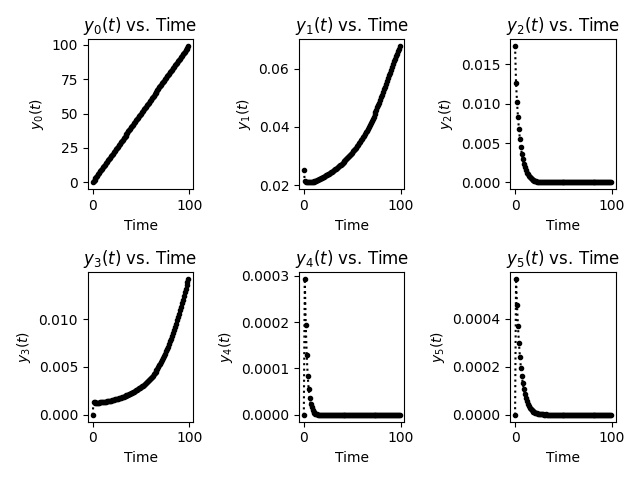 y₀(t) vs. Time
y₁(t) vs. Time
y₂(t) vs. Time
100
75
50
25
0
y₀(t)
0
100
Time
0.06
0.04
0.02
y₁(t)
0
100
Time
0.015
0.010
0.005
0.000
y₂(t)
0
100
Time
y₃(t) vs. Time
y₄(t) vs. Time
y₅(t) vs. Time
0.010
0.005
0.000
y₃(t)
0
100
Time
0.0003
0.0002
0.0001
0.0000
y₄(t)
0
100
Time
0.0004
0.0002
0.0000
y₅(t)
0
100
Time